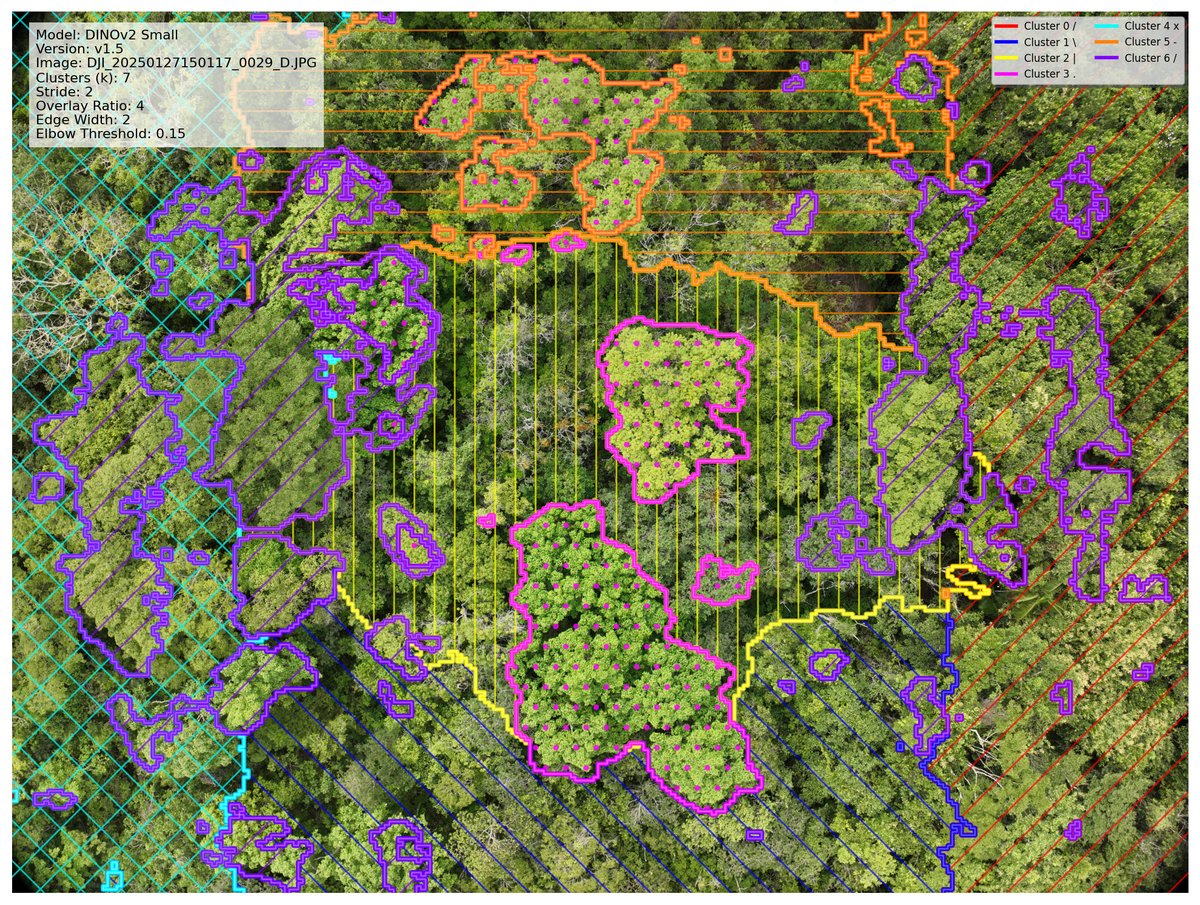 Model: DINOv2 Small
Version: v1.5
Image: DJI_20250127150117_0029_D.JPG
Clusters (k): 7
Stride: 2
Overlay Ratio: 4
Edge Width: 2
Elbow Threshold: 0.15
Cluster 0 /
Cluster 1 \
Cluster 2 |
Cluster 3 .
Cluster 4 x
Cluster 5 -
Cluster 6 /